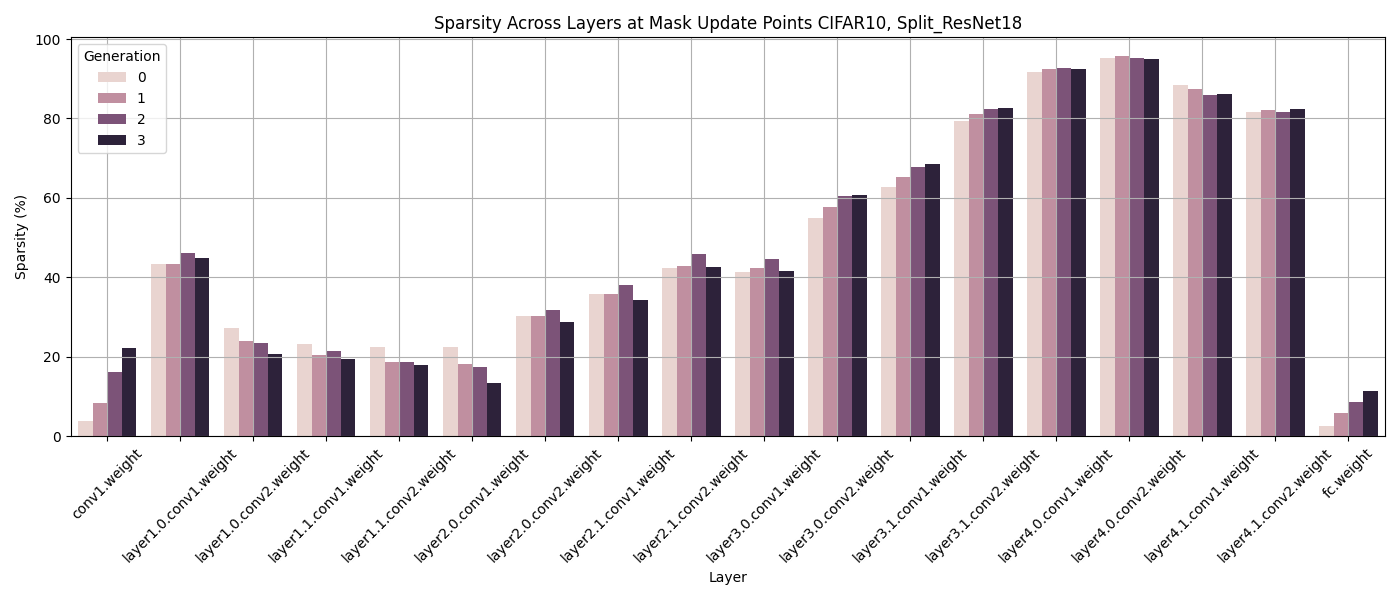 Sparsity Across Layers at Mask Update Points CIFAR10, Split_ResNet18
Generation
0
1
2
3
Sparsity (%)
100
80
60
40
20
0
conv1.weight
layer1.0.conv1.weight
layer1.0.conv2.weight
layer1.1.conv1.weight
layer1.1.conv2.weight
layer2.0.conv1.weight
layer2.0.conv2.weight
layer2.1.conv1.weight
layer2.1.conv2.weight
layer3.0.conv1.weight
layer3.0.conv2.weight
layer3.1.conv1.weight
layer3.1.conv2.weight
layer4.0.conv1.weight
layer4.0.conv2.weight
layer4.1.conv1.weight
layer4.1.conv2.weight
fc.weight
Layer